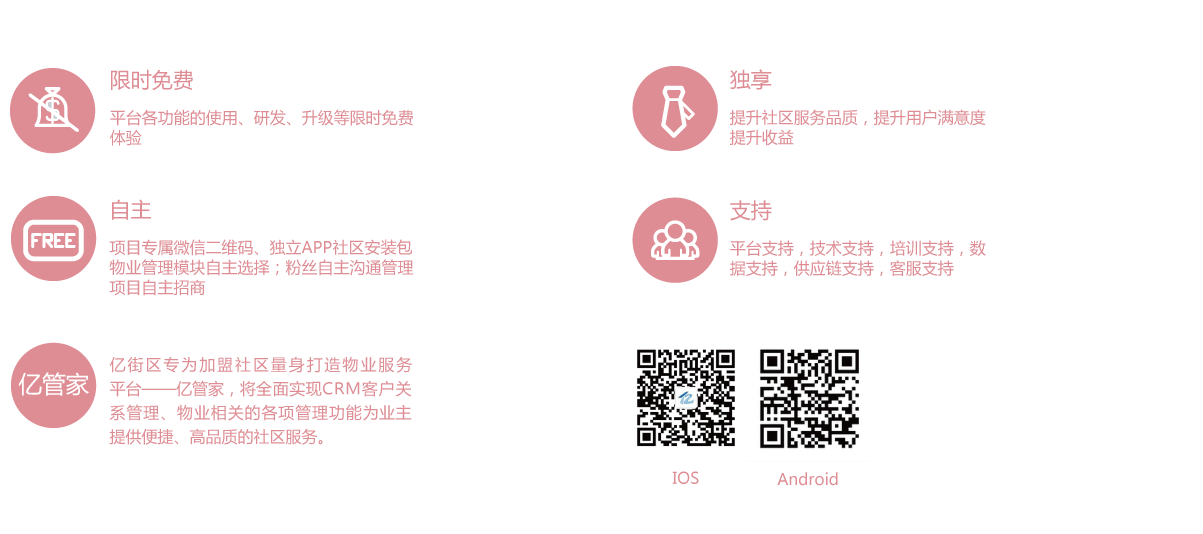 限时免费
平台各功能的使用、研发、升级等限时免费
体验
独享
提升社区服务品质，提升用户满意度
提升收益
FREE
自主
项目专属微信二维码、独立APP社区安装包
物业管理模块自主选择；粉丝自主沟通管理
项目自主招商
支持
平台支持，技术支持，培训支持，数
据支持，供应链支持，客服支持
亿管家
亿街区专为加盟社区量身打造物业服务
平台——亿管家，将全面实现CRM客户关
系管理、物业相关的各项管理功能为业主
提供便捷、高品质的社区服务。
IOS
Android